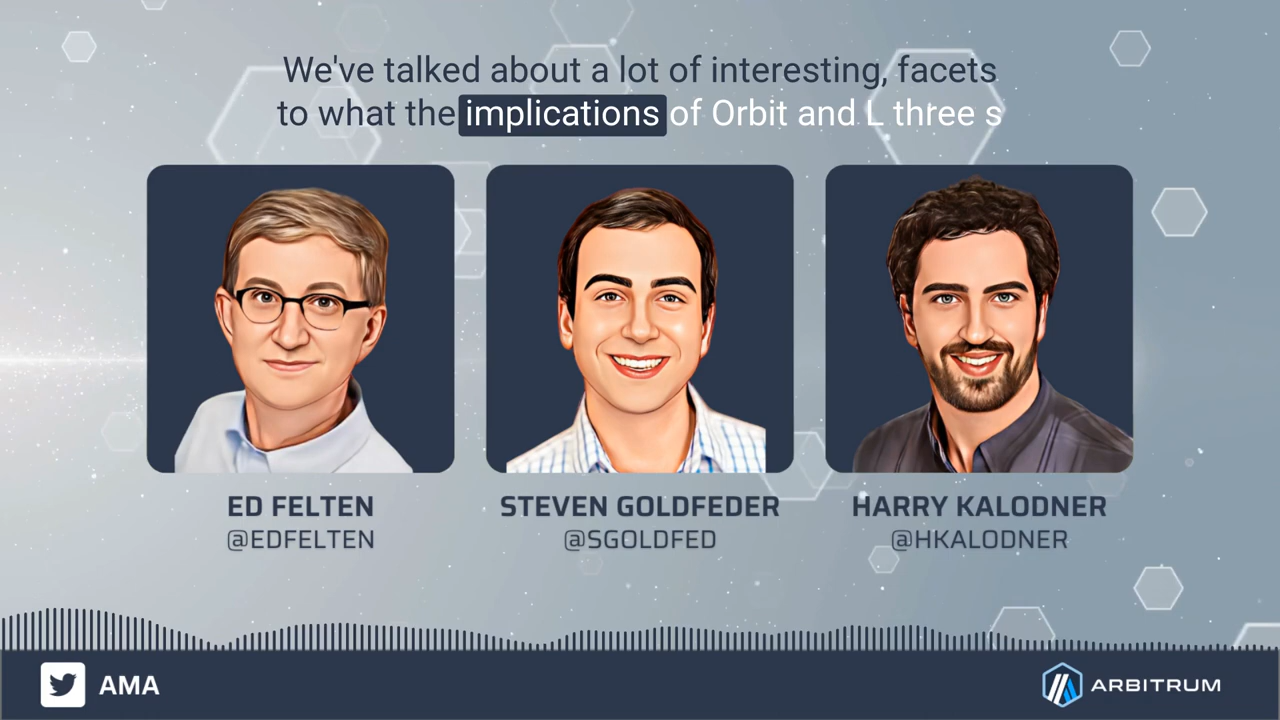 We've talked about a lot of interesting, facets
to what the implications of Orbit and L three s
ED FELTEN
@EDFELTEN
STEVEN GOLDFEDER
@SGOLDFED
HARRY KALODNER
@HKALODNER
AMA
ARBITRUM